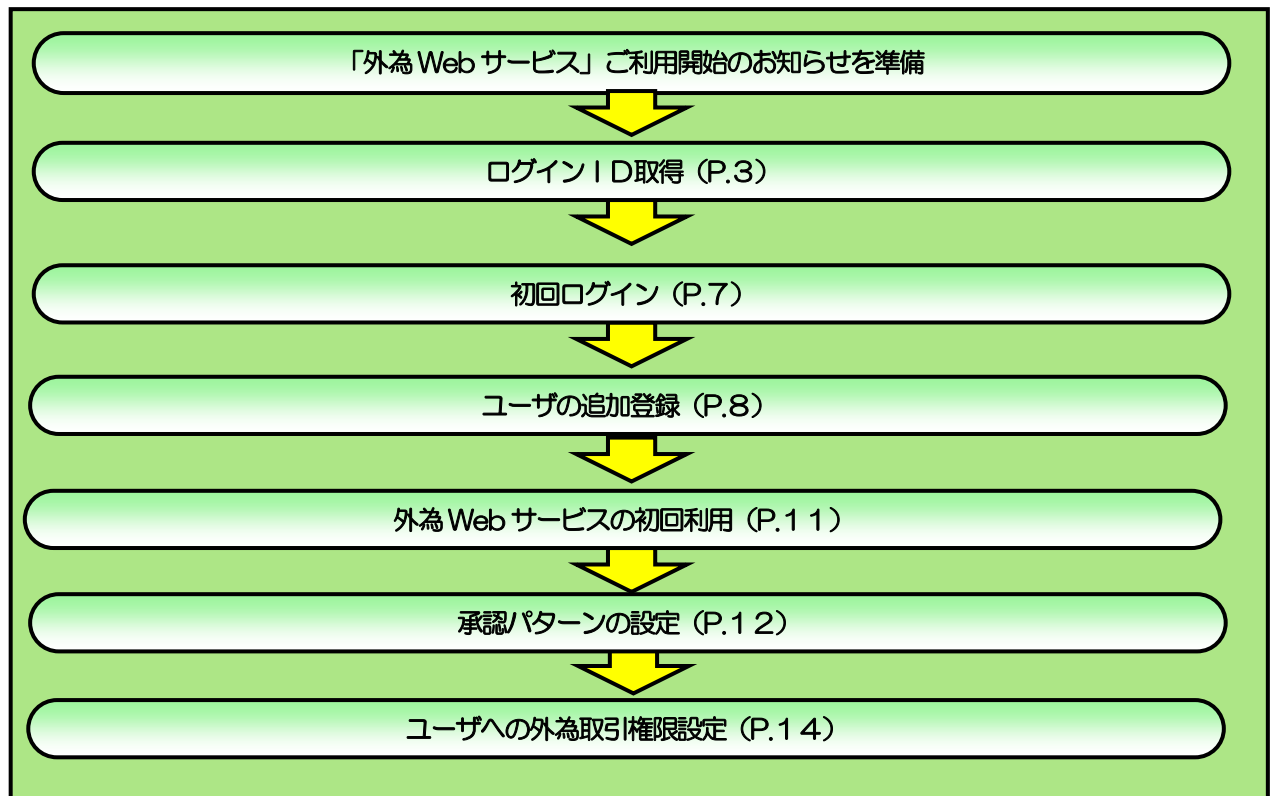 「外為 Web サービス」ご利用開始のお知らせを準備
ログインＩＤ取得（P.３）
初回ログイン（P.７）
ユーザの追加登録（P.８）
外為 Web サービスの初回利用（P.１１）
承認パターンの設定（P.１２）
ユーザへの外為取引権限設定（P.１４）